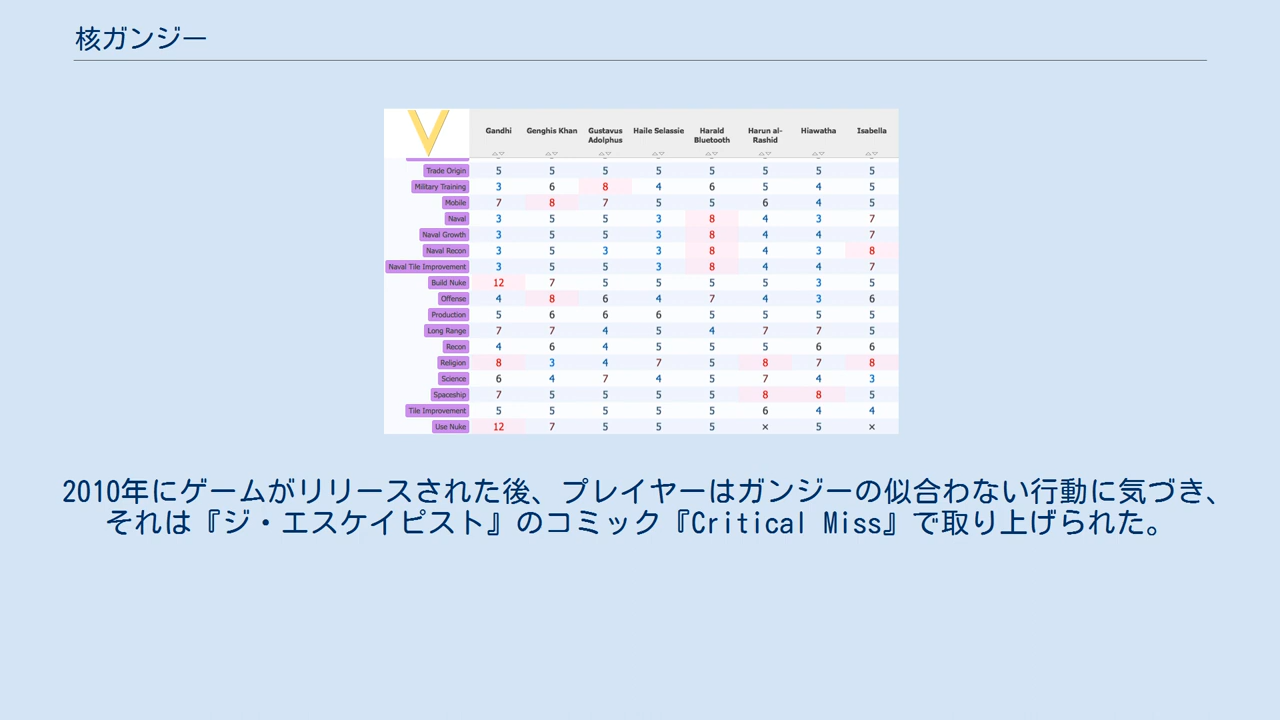 核ガンジー
Gandhi Genghis Khan Gustavus Adolphus Haile Selassie Harald Bluetooth Harun al-Rashid Hiawatha Isabella
Trade Origin 5 5 5 5 5 5 5 5
Military Training 3 6 8 4 6 5 4 5
Mobile 7 8 7 5 5 6 4 5
Naval 3 5 5 3 8 4 3 7
Naval Growth 3 5 5 3 8 4 4 7
Naval Recon 3 5 3 3 8 4 3 8
Naval Tile Improvement 3 5 5 3 8 4 4 7
Build Nuke 12 7 5 5 5 5 3 5
Offense 4 8 6 4 7 4 3 6
Production 5 6 6 6 5 5 5 5
Long Range 7 7 4 5 4 7 7 5
Recon 4 6 4 5 5 5 6 6
Religion 8 3 4 7 5 8 7 8
Science 6 4 7 4 5 7 4 3
Spaceship 7 5 5 5 5 8 8 5
Tile Improvement 5 5 5 5 5 6 4 4
Use Nuke 12 7 5 5 5 × 5 ×
2010年にゲームがリリースされた後、プレイヤーはガンジーの似合わない行動に気づき、
それは『ジ・エスケイピスト』のコミック『Critical Miss』で取り上げられた。